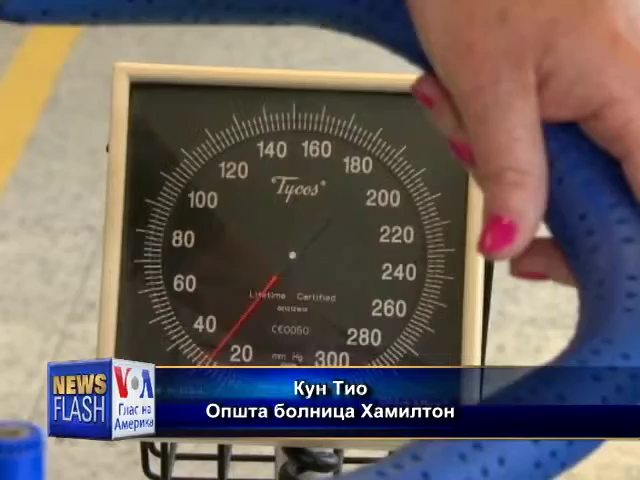 140 160
120 180
Tycos®
100 200
80 220
60 240
Lifetime Certified
260
40 CE0050 280
20 mm Hg 300
NEWS
FLASH
VOA
Глас на
Америка
Кун Тио
Општа болница Хамилтон